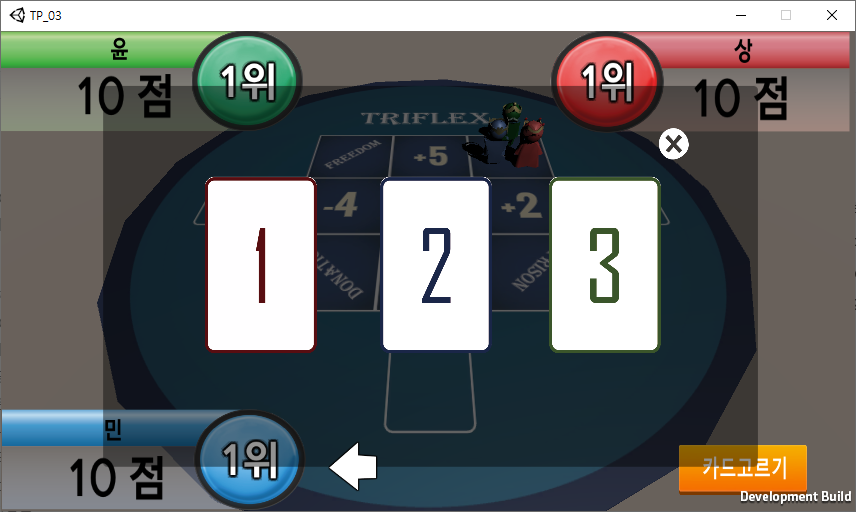 TP_03
윤
1위
10 점
상
1위
10 점
TRIFLEX
FREEDOM
+5
-4
+2
1
2
3
민
1위
10 점
카드고르기
Development Build